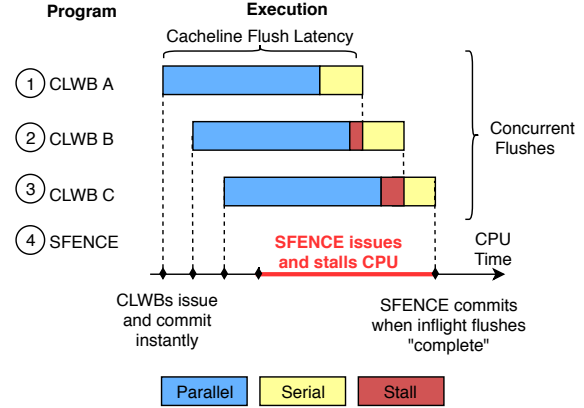 Program
Execution
Cacheline Flush Latency
1 CLWB A
2 CLWB B
3 CLWB C
4 SFENCE
Concurrent
Flushes
SFENCE issues
and stalls CPU
CPU
Time
CLWBs issue
and commit
instantly
SFENCE commits
when inflight flushes
"complete"
Parallel
Serial
Stall